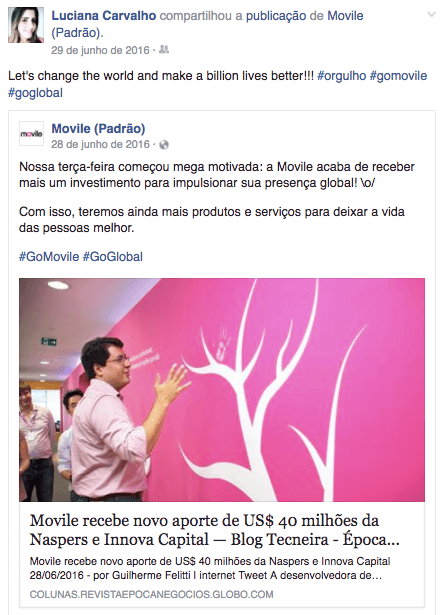 Luciana Carvalho compartilhou a publicação de Movile
(Padrão).
29 de junho de 2016 ·
Let's change the world and make a billion lives better!!! #orgulho #gomovile
#goglobal
movile
Movile (Padrão)
28 de junho de 2016 ·
Nossa terça-feira começou mega motivada: a Movile acaba de receber
mais um investimento para impulsionar sua presença global! \o/
Com isso, teremos ainda mais produtos e serviços para deixar a vida
das pessoas melhor.
#GoMovile #GoGlobal
Movile recebe novo aporte de US$ 40 milhões da
Naspers e Innova Capital — Blog Tecneira - Época...
Movile recebe novo aporte de US$ 40 milhões da Naspers e Innova Capital
28/06/2016 - por Guilherme Felitti I internet Tweet A desenvolvedora de...
COLUNAS.REVISTAEPOCANEGOCIOS.GLOBO.COM